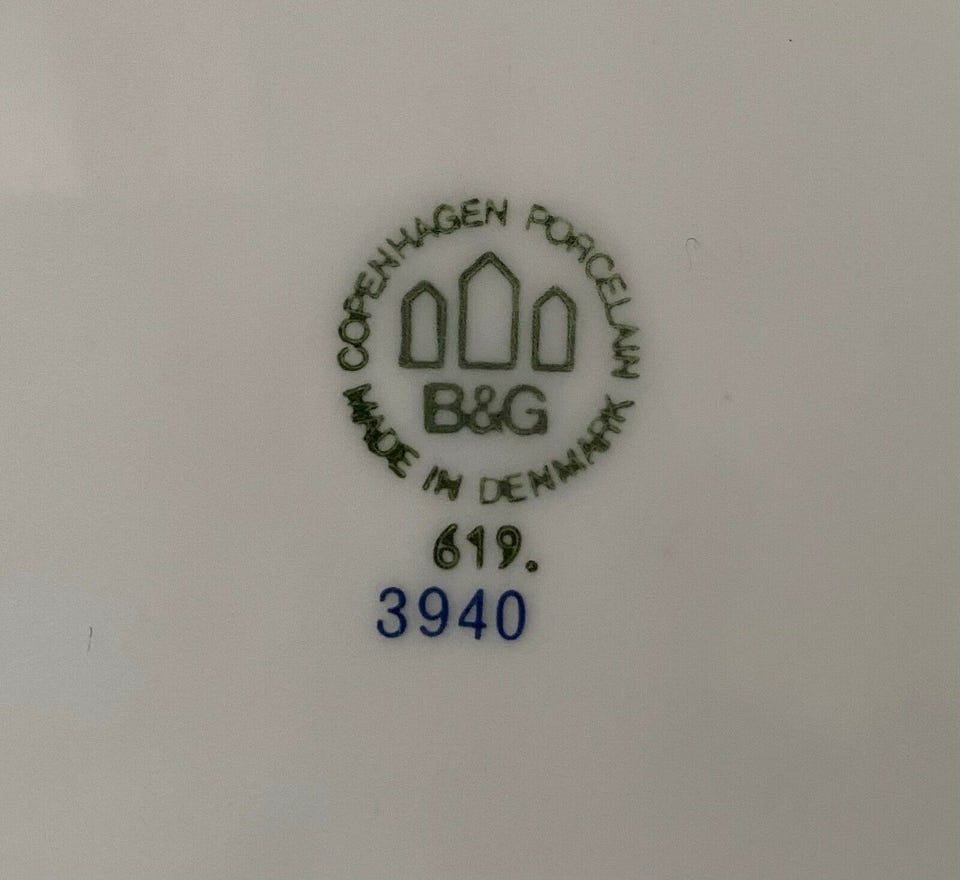 COPENHAGEN PORCELAIN
B&G
MADE IN DENMARK
619.
3940